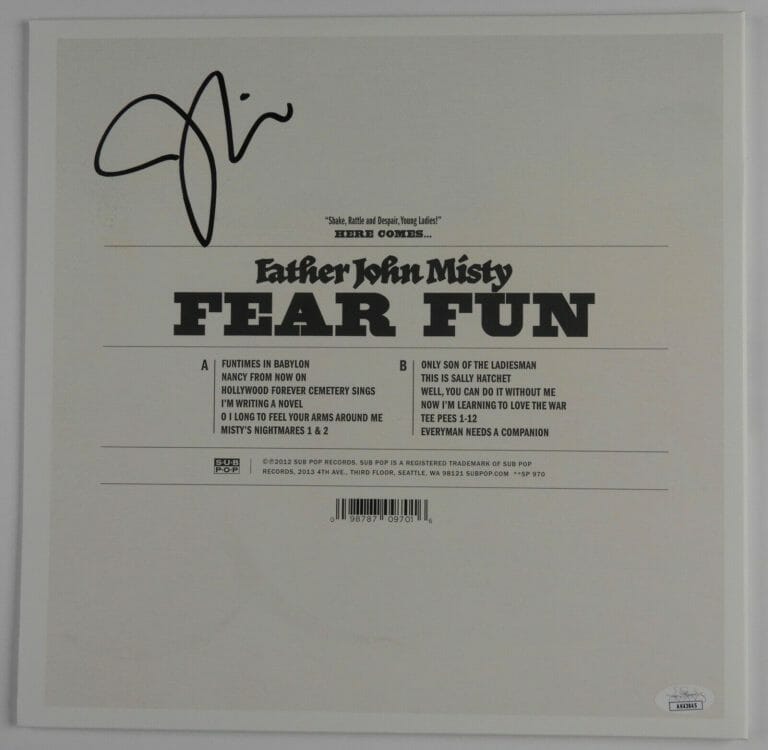 “Shake, Rattle and Despair, Young Ladies!”
HERE COMES...
Father John Misty
FEAR FUN
A
FUNTIMES IN BABYLON
NANCY FROM NOW ON
HOLLYWOOD FOREVER CEMETERY SINGS
I'M WRITING A NOVEL
O I LONG TO FEEL YOUR ARMS AROUND ME
MISTY'S NIGHTMARES 1 & 2
B
ONLY SON OF THE LADIESMAN
THIS IS SALLY HATCHET
WELL, YOU CAN DO IT WITHOUT ME
NOW I'M LEARNING TO LOVE THE WAR
TEE PEES 1-12
EVERYMAN NEEDS A COMPANION
SUB
POP
©℗2012 SUB POP RECORDS. SUB POP IS A REGISTERED TRADEMARK OF SUB POP
RECORDS, 2013 4TH AVE., THIRD FLOOR, SEATTLE, WA 98121 SUBPOP.COM **SP 970
0 98787 09701 6